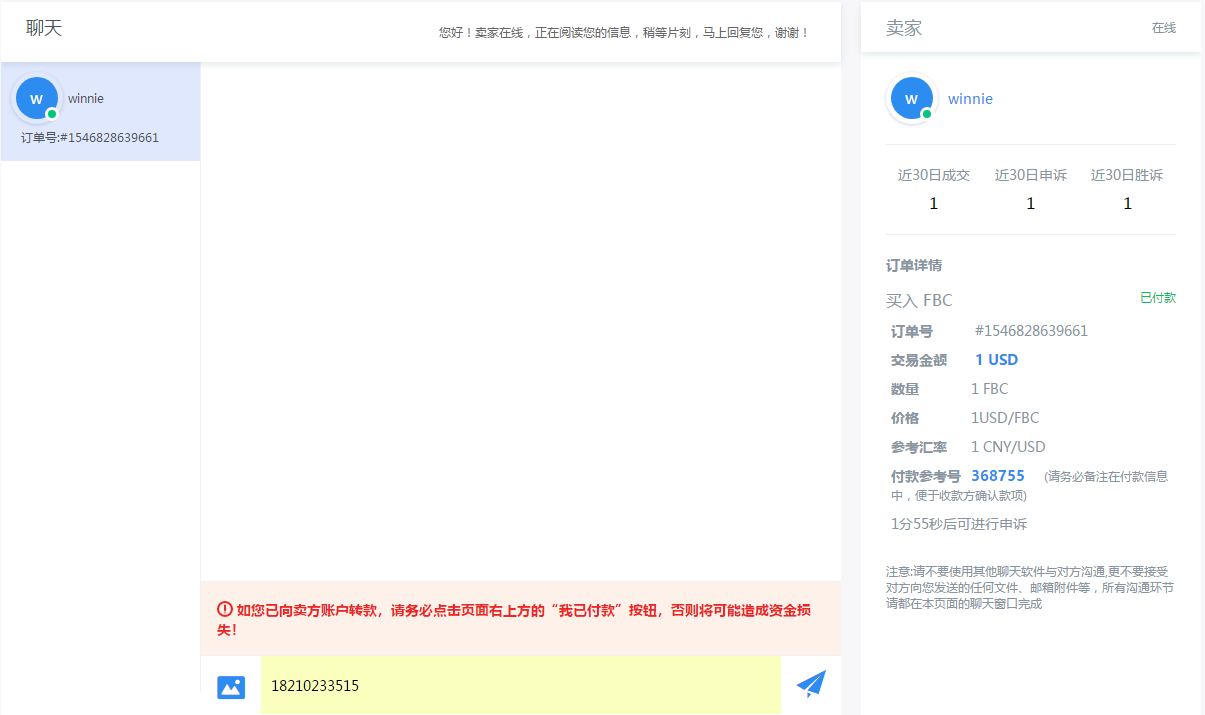 聊天
您好！卖家在线，正在阅读您的信息，稍等片刻，马上回复您，谢谢！
w
winnie
订单号:#1546828639661
如您已向卖方账户转款，请务必点击页面右上方的“我已付款”按钮，否则将可能造成资金损
失！
18210233515
卖家
在线
w
winnie
近30日成交 近30日申诉 近30日胜诉
1 1 1
订单详情
买入 FBC 已付款
订单号 #1546828639661
交易金额 1 USD
数量 1 FBC
价格 1USD/FBC
参考汇率 1 CNY/USD
付款参考号 368755 (请务必备注在付款信息
中，便于收款方确认款项)
1分55秒后可进行申诉
注意:请不要使用其他聊天软件与对方沟通,更不要接受
对方向您发送的任何文件、邮箱附件等，所有沟通环节
请都在本页面的聊天窗口完成